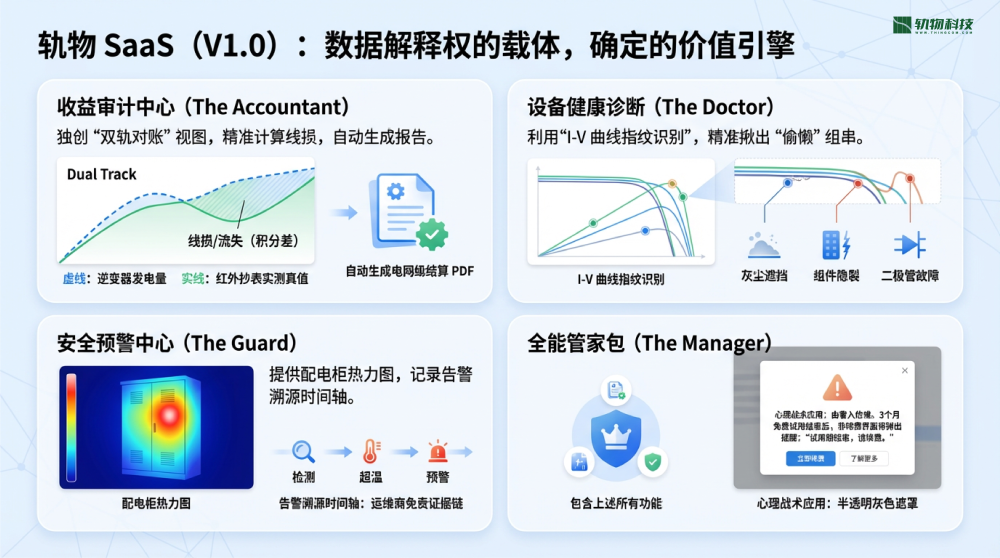 轨物科技
WWW.THINGCOM.COM
轨物 SaaS（V1.0）：数据解释权的载体，确定的价值引擎
收益审计中心（The Accountant）
独创“双轨对账”视图，精准计算线损，自动生成报告。
Dual Track
线损/流失（积分差）
虚线：逆变器发电量 实线：红外抄表实测真值
自动生成电网级结算 PDF
设备健康诊断（The Doctor）
利用“I-V 曲线指纹识别”，精准揪出“偷懒”组串。
I-V 曲线指纹识别
灰尘遮挡
组件隐裂
二极管故障
安全预警中心（The Guard）
提供配电柜热力图，记录告警
溯源时间轴。
检测
超温
预警
配电柜热力图
告警溯源时间轴：运维商免责证据链
全能管家包（The Manager）
包含上述所有功能
心理战术应用：由奢入俭难。3个月
免费试用结束后，
“试用期结束，请续费。”
立即续费
了解更多
心理战术应用：半透明灰色遮罩